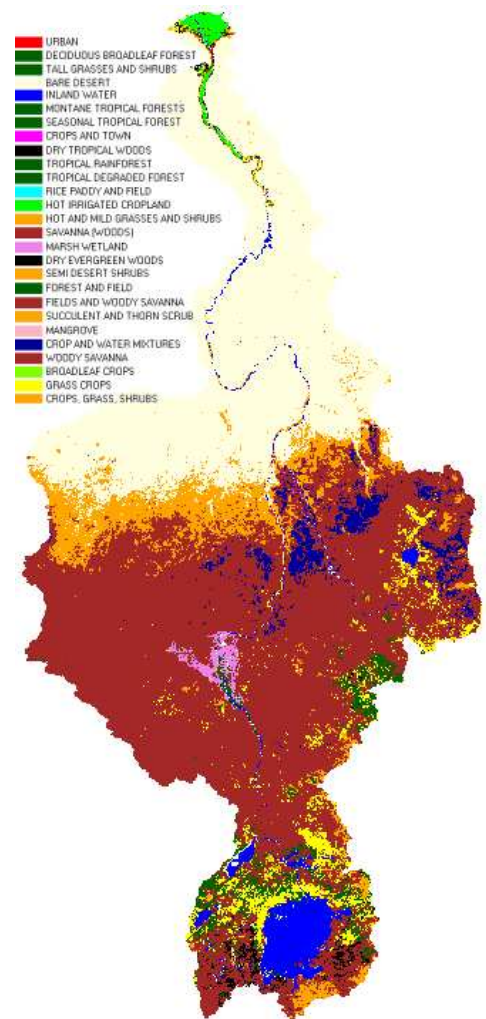 URBAN
DECIDUOUS BROADLEAF FOREST
TALL GRASSES AND SHRUBS
BARE DESERT
INLAND WATER
MONTANE TROPICAL FORESTS
SEASONAL TROPICAL FOREST
CROPS AND TOWN
DRY TROPICAL WOODS
TROPICAL RAINFOREST
TROPICAL DEGRADED FOREST
RICE PADDY AND FIELD
HOT IRRIGATED CROPLAND
HOT AND MILD GRASSES AND SHRUBS
SAVANNA (WOODS)
MARSH WETLAND
DRY EVERGREEN WOODS
SEMI DESERT SHRUBS
FOREST AND FIELD
FIELDS AND WOODY SAVANNA
SUCCULENT AND THORN SCRUB
MANGROVE
CROP AND WATER MIXTURES
WOODY SAVANNA
BROADLEAF CROPS
GRASS CROPS
CROPS, GRASS, SHRUBS